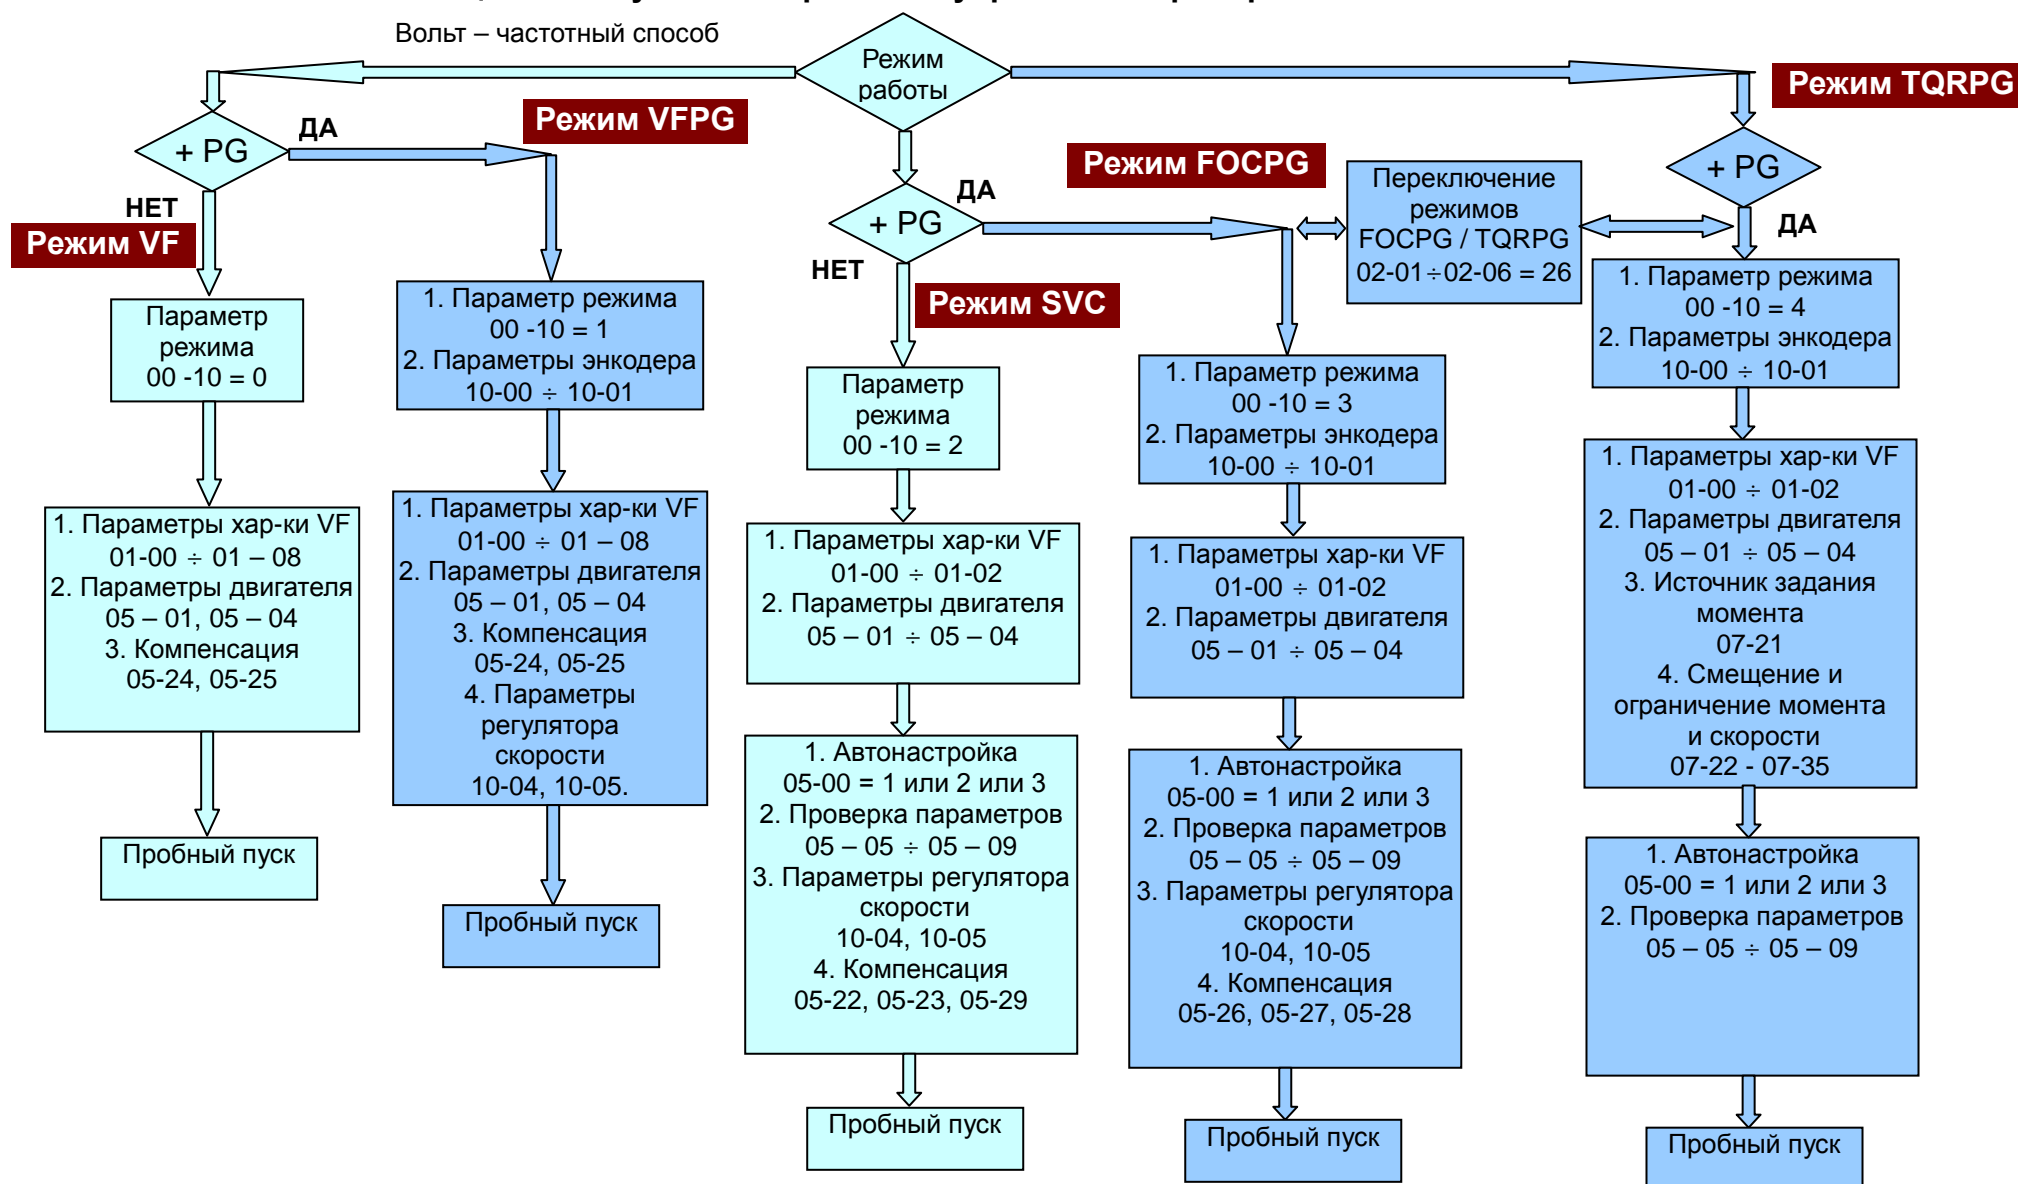 Вольт – частотный способ
Режим
работы
Режим TQRPG
Режим VFPG
+ PG
ДА
НЕТ
Режим VF
Параметр
режима
00 -10 = 0
1. Параметры хар-ки VF
01-00 ÷ 01 – 08
2. Параметры двигателя
05 – 01, 05 – 04
3. Компенсация
05-24, 05-25
Пробный пуск
1. Параметр режима
00 -10 = 1
2. Параметры энкодера
10-00 ÷ 10-01
1. Параметры хар-ки VF
01-00 ÷ 01 – 08
2. Параметры двигателя
05 – 01, 05 – 04
3. Компенсация
05-24, 05-25
4. Параметры
регулятора
скорости
10-04, 10-05.
Пробный пуск
+ PG
ДА
НЕТ
Режим SVC
Параметр
режима
00 -10 = 2
1. Параметры хар-ки VF
01-00 ÷ 01-02
2. Параметры двигателя
05 – 01 ÷ 05 – 04
1. Автонастройка
05-00 = 1 или 2 или 3
2. Проверка параметров
05 – 05 ÷ 05 – 09
3. Параметры регулятора
скорости
10-04, 10-05
4. Компенсация
05-22, 05-23, 05-29
Пробный пуск
Режим FOCPG
1. Параметр режима
00 -10 = 3
2. Параметры энкодера
10-00 ÷ 10-01
1. Параметры хар-ки VF
01-00 ÷ 01-02
2. Параметры двигателя
05 – 01 ÷ 05 – 04
1. Автонастройка
05-00 = 1 или 2 или 3
2. Проверка параметров
05 – 05 ÷ 05 – 09
3. Параметры регулятора
скорости
10-04, 10-05
4. Компенсация
05-26, 05-27, 05-28
Пробный пуск
Переключение
режимов
FOCPG / TQRPG
02-01÷02-06 = 26
+ PG
ДА
1. Параметр режима
00 -10 = 4
2. Параметры энкодера
10-00 ÷ 10-01
1. Параметры хар-ки VF
01-00 ÷ 01-02
2. Параметры двигателя
05 – 01 ÷ 05 – 04
3. Источник задания
момента
07-21
4. Смещение и
ограничение момента
и скорости
07-22 - 07-35
1. Автонастройка
05-00 = 1 или 2 или 3
2. Проверка параметров
05 – 05 ÷ 05 – 09
Пробный пуск